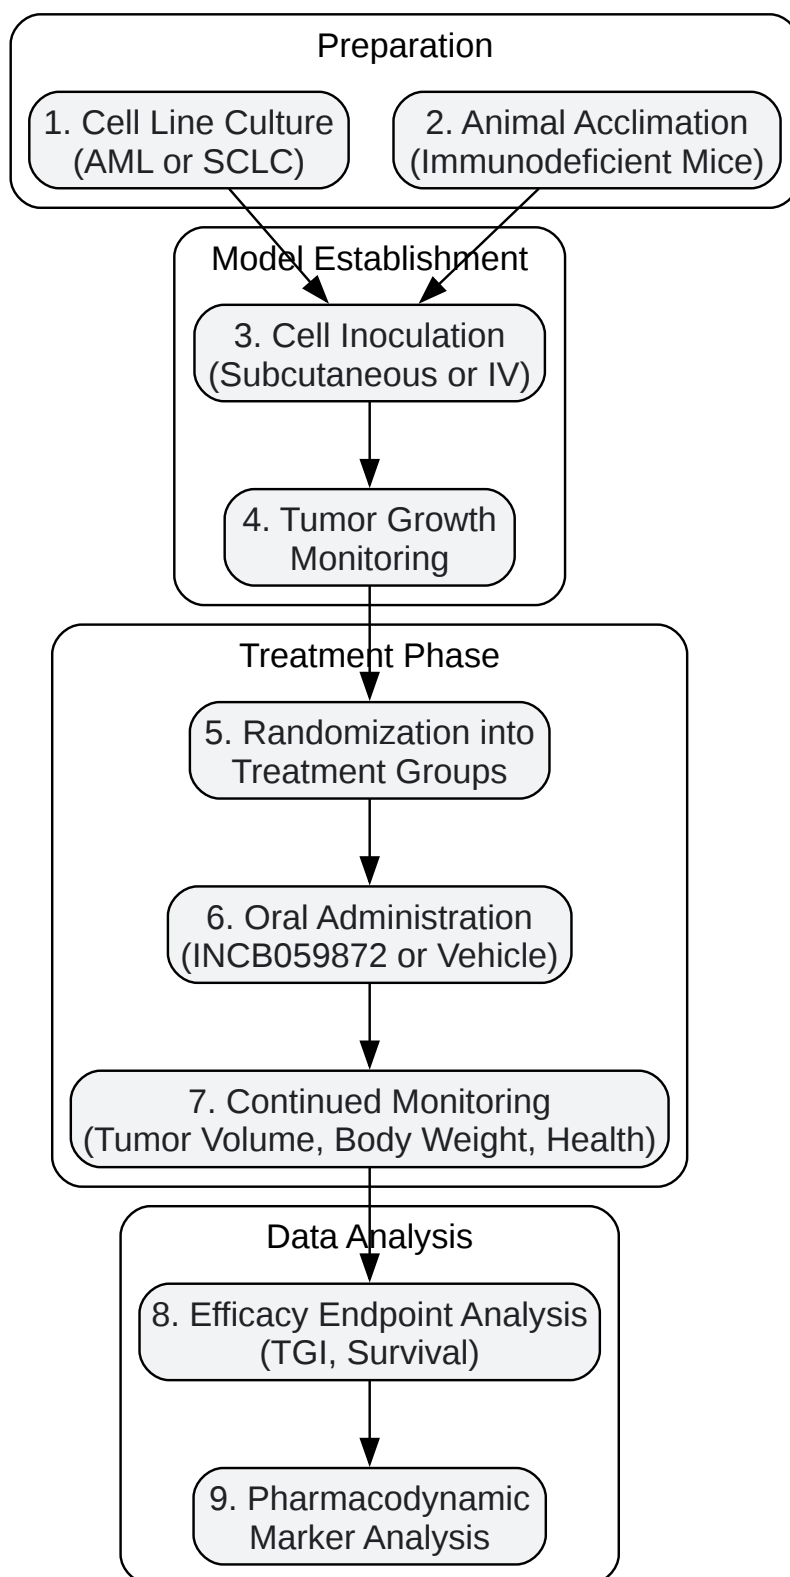 Preparation
1. Cell Line Culture
(AML or SCLC)
2. Animal Acclimation
(Immunodeficient Mice)
Model Establishment
3. Cell Inoculation
(Subcutaneous or IV)
4. Tumor Growth
Monitoring
Treatment Phase
5. Randomization into
Treatment Groups
6. Oral Administration
(INCB059872 or Vehicle)
7. Continued Monitoring
(Tumor Volume, Body Weight, Health)
Data Analysis
8. Efficacy Endpoint Analysis
(TGI, Survival)
9. Pharmacodynamic
Marker Analysis